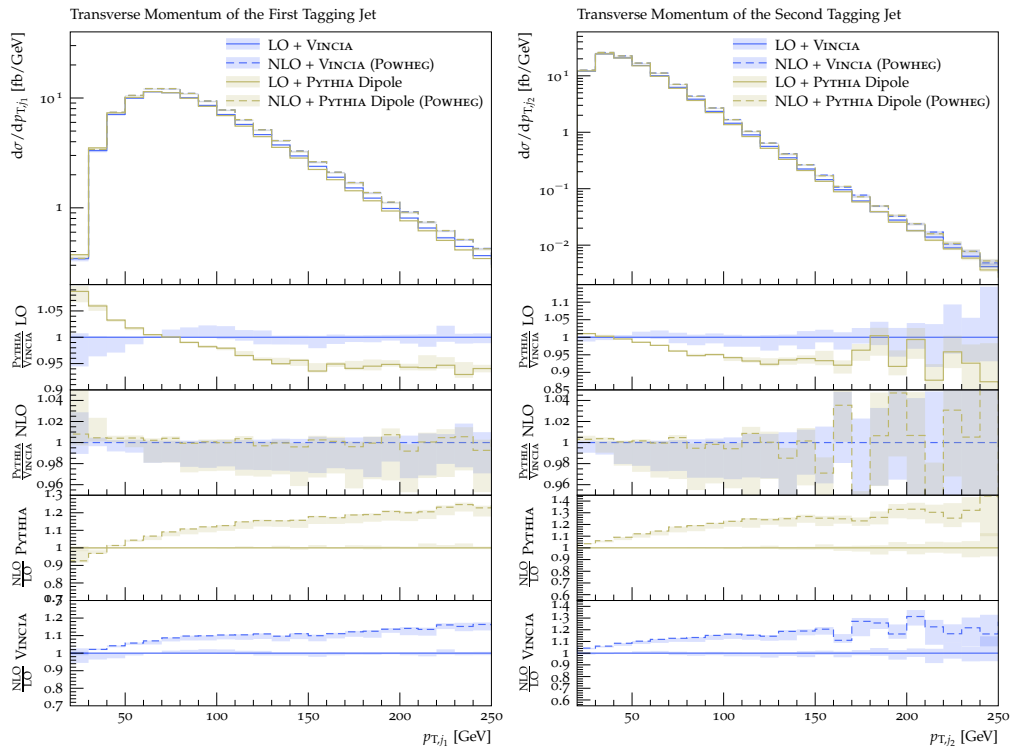 Transverse Momentum of the First Tagging Jet
dσ/dp_T,j1 [fb/GeV]
LO + VINCIA
NLO + VINCIA (POWHEG)
LO + PYTHIA Dipole
NLO + PYTHIA Dipole (POWHEG)
10^1
1
PYTHIA/VINCIA LO
1.05
1
0.95
0.9
PYTHIA/VINCIA NLO
1.04
1.02
1
0.98
0.96
NLO/LO PYTHIA
1.3
1.2
1.1
1
0.9
0.8
0.7
NLO/LO VINCIA
1.3
1.2
1.1
1
0.9
0.8
0.7
50 100 150 200 250
p_T,j1 [GeV]
Transverse Momentum of the Second Tagging Jet
dσ/dp_T,j2 [fb/GeV]
LO + VINCIA
NLO + VINCIA (POWHEG)
LO + PYTHIA Dipole
NLO + PYTHIA Dipole (POWHEG)
10^1
1
10^−1
10^−2
PYTHIA/VINCIA LO
1.1
1.05
1
0.95
0.9
0.85
PYTHIA/VINCIA NLO
1.04
1.02
1
0.98
0.96
NLO/LO PYTHIA
1.4
1.3
1.2
1.1
1
0.9
0.8
0.7
0.6
NLO/LO VINCIA
1.4
1.3
1.2
1.1
1
0.9
0.8
0.7
0.6
50 100 150 200 250
p_T,j2 [GeV]